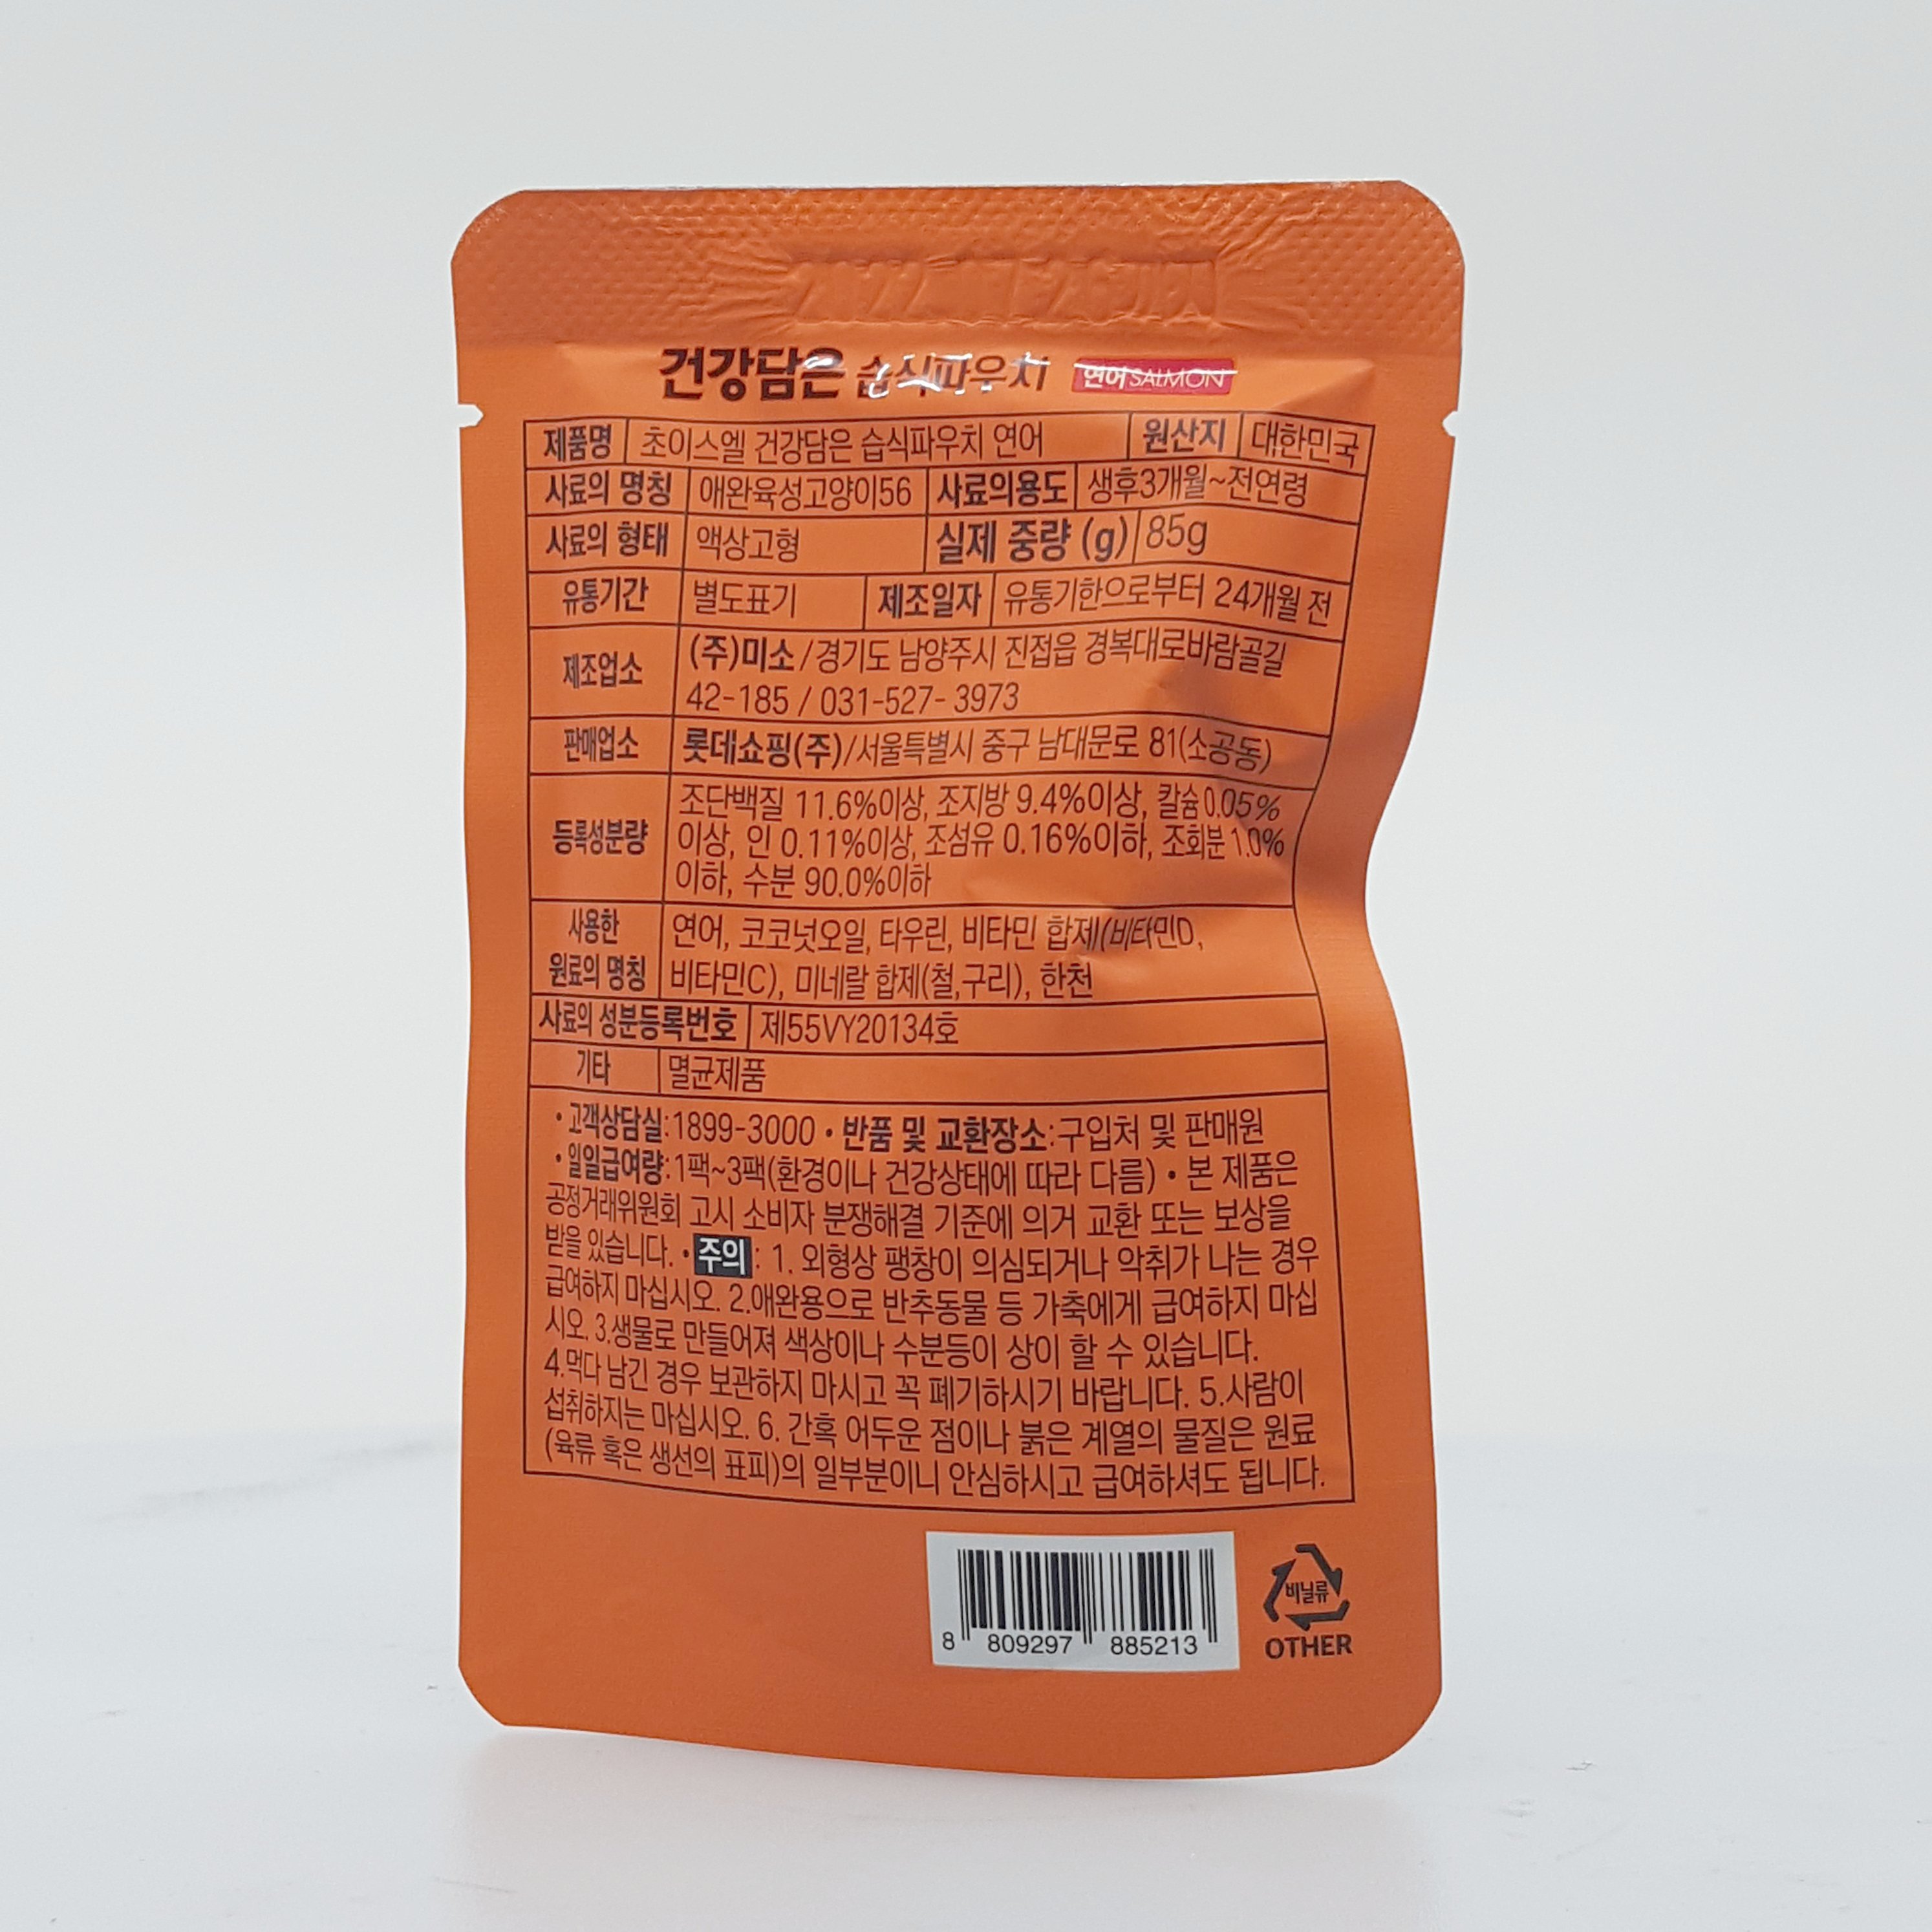 건강담은 습식파우치 연어 SALMON
제품명 초이스엘 건강담은 습식파우치 연어 원산지 대한민국
사료의 명칭 애완육성고양이56 사료의용도 생후3개월~전연령
사료의 형태 액상고형 실제 중량 (g) 85g
유통기간 별도표기 제조일자 유통기한으로부터 24개월 전
제조업소 (주)미소/경기도 남양주시 진접읍 경복대로바람골길
42-185 / 031-527-3973
판매업소 롯데쇼핑(주)/서울특별시 중구 남대문로 81(소공동)
등록성분량 조단백질 11.6%이상, 조지방 9.4%이상, 칼슘0.05%
이상, 인 0.11%이상, 조섬유 0.16%이하, 조회분 1.0%
이하, 수분 90.0%이하
사용한 연어, 코코넛오일, 타우린, 비타민 합제(비타민D,
원료의 명칭 비타민C), 미네랄 합제(철,구리), 한천
사료의 성분등록번호 제55VY20134호
기타 멸균제품
• 고객상담실:1899-3000 • 반품 및 교환장소:구입처 및 판매원
• 일일급여량:1팩~3팩(환경이나 건강상태에 따라 다름) • 본 제품은
공정거래위원회 고시 소비자 분쟁해결 기준에 의거 교환 또는 보상을
받을 있습니다. • 주의 : 1. 외형상 팽창이 의심되거나 악취가 나는 경우
급여하지 마십시오. 2.애완용으로 반추동물 등 가축에게 급여하지 마십
시오. 3.생물로 만들어져 색상이나 수분등이 상이 할 수 있습니다.
4.먹다 남긴 경우 보관하지 마시고 꼭 폐기하시기 바랍니다. 5.사람이
섭취하지는 마십시오. 6. 간혹 어두운 점이나 붉은 계열의 물질은 원료
(육류 혹은 생선의 표피)의 일부분이니 안심하시고 급여하셔도 됩니다.
8 809297 885213
비닐류
OTHER